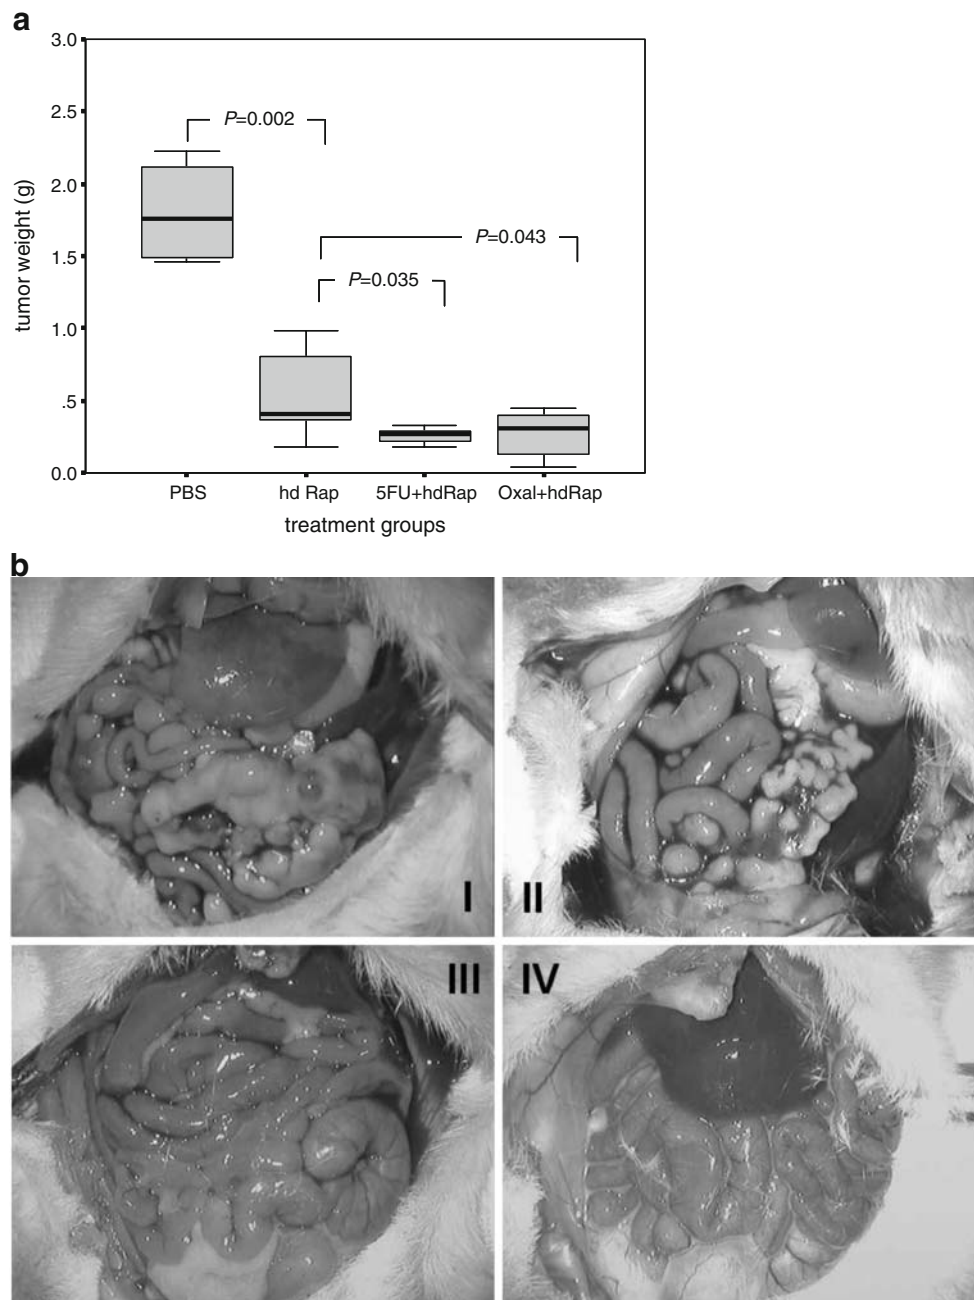 a
3.0
2.5
2.0
1.5
1.0
.5
0.0
tumor weight (g)
P=0.002
P=0.043
P=0.035
PBS
hd Rap
5FU+hdRap
Oxal+hdRap
treatment groups
b
I
II
III
IV